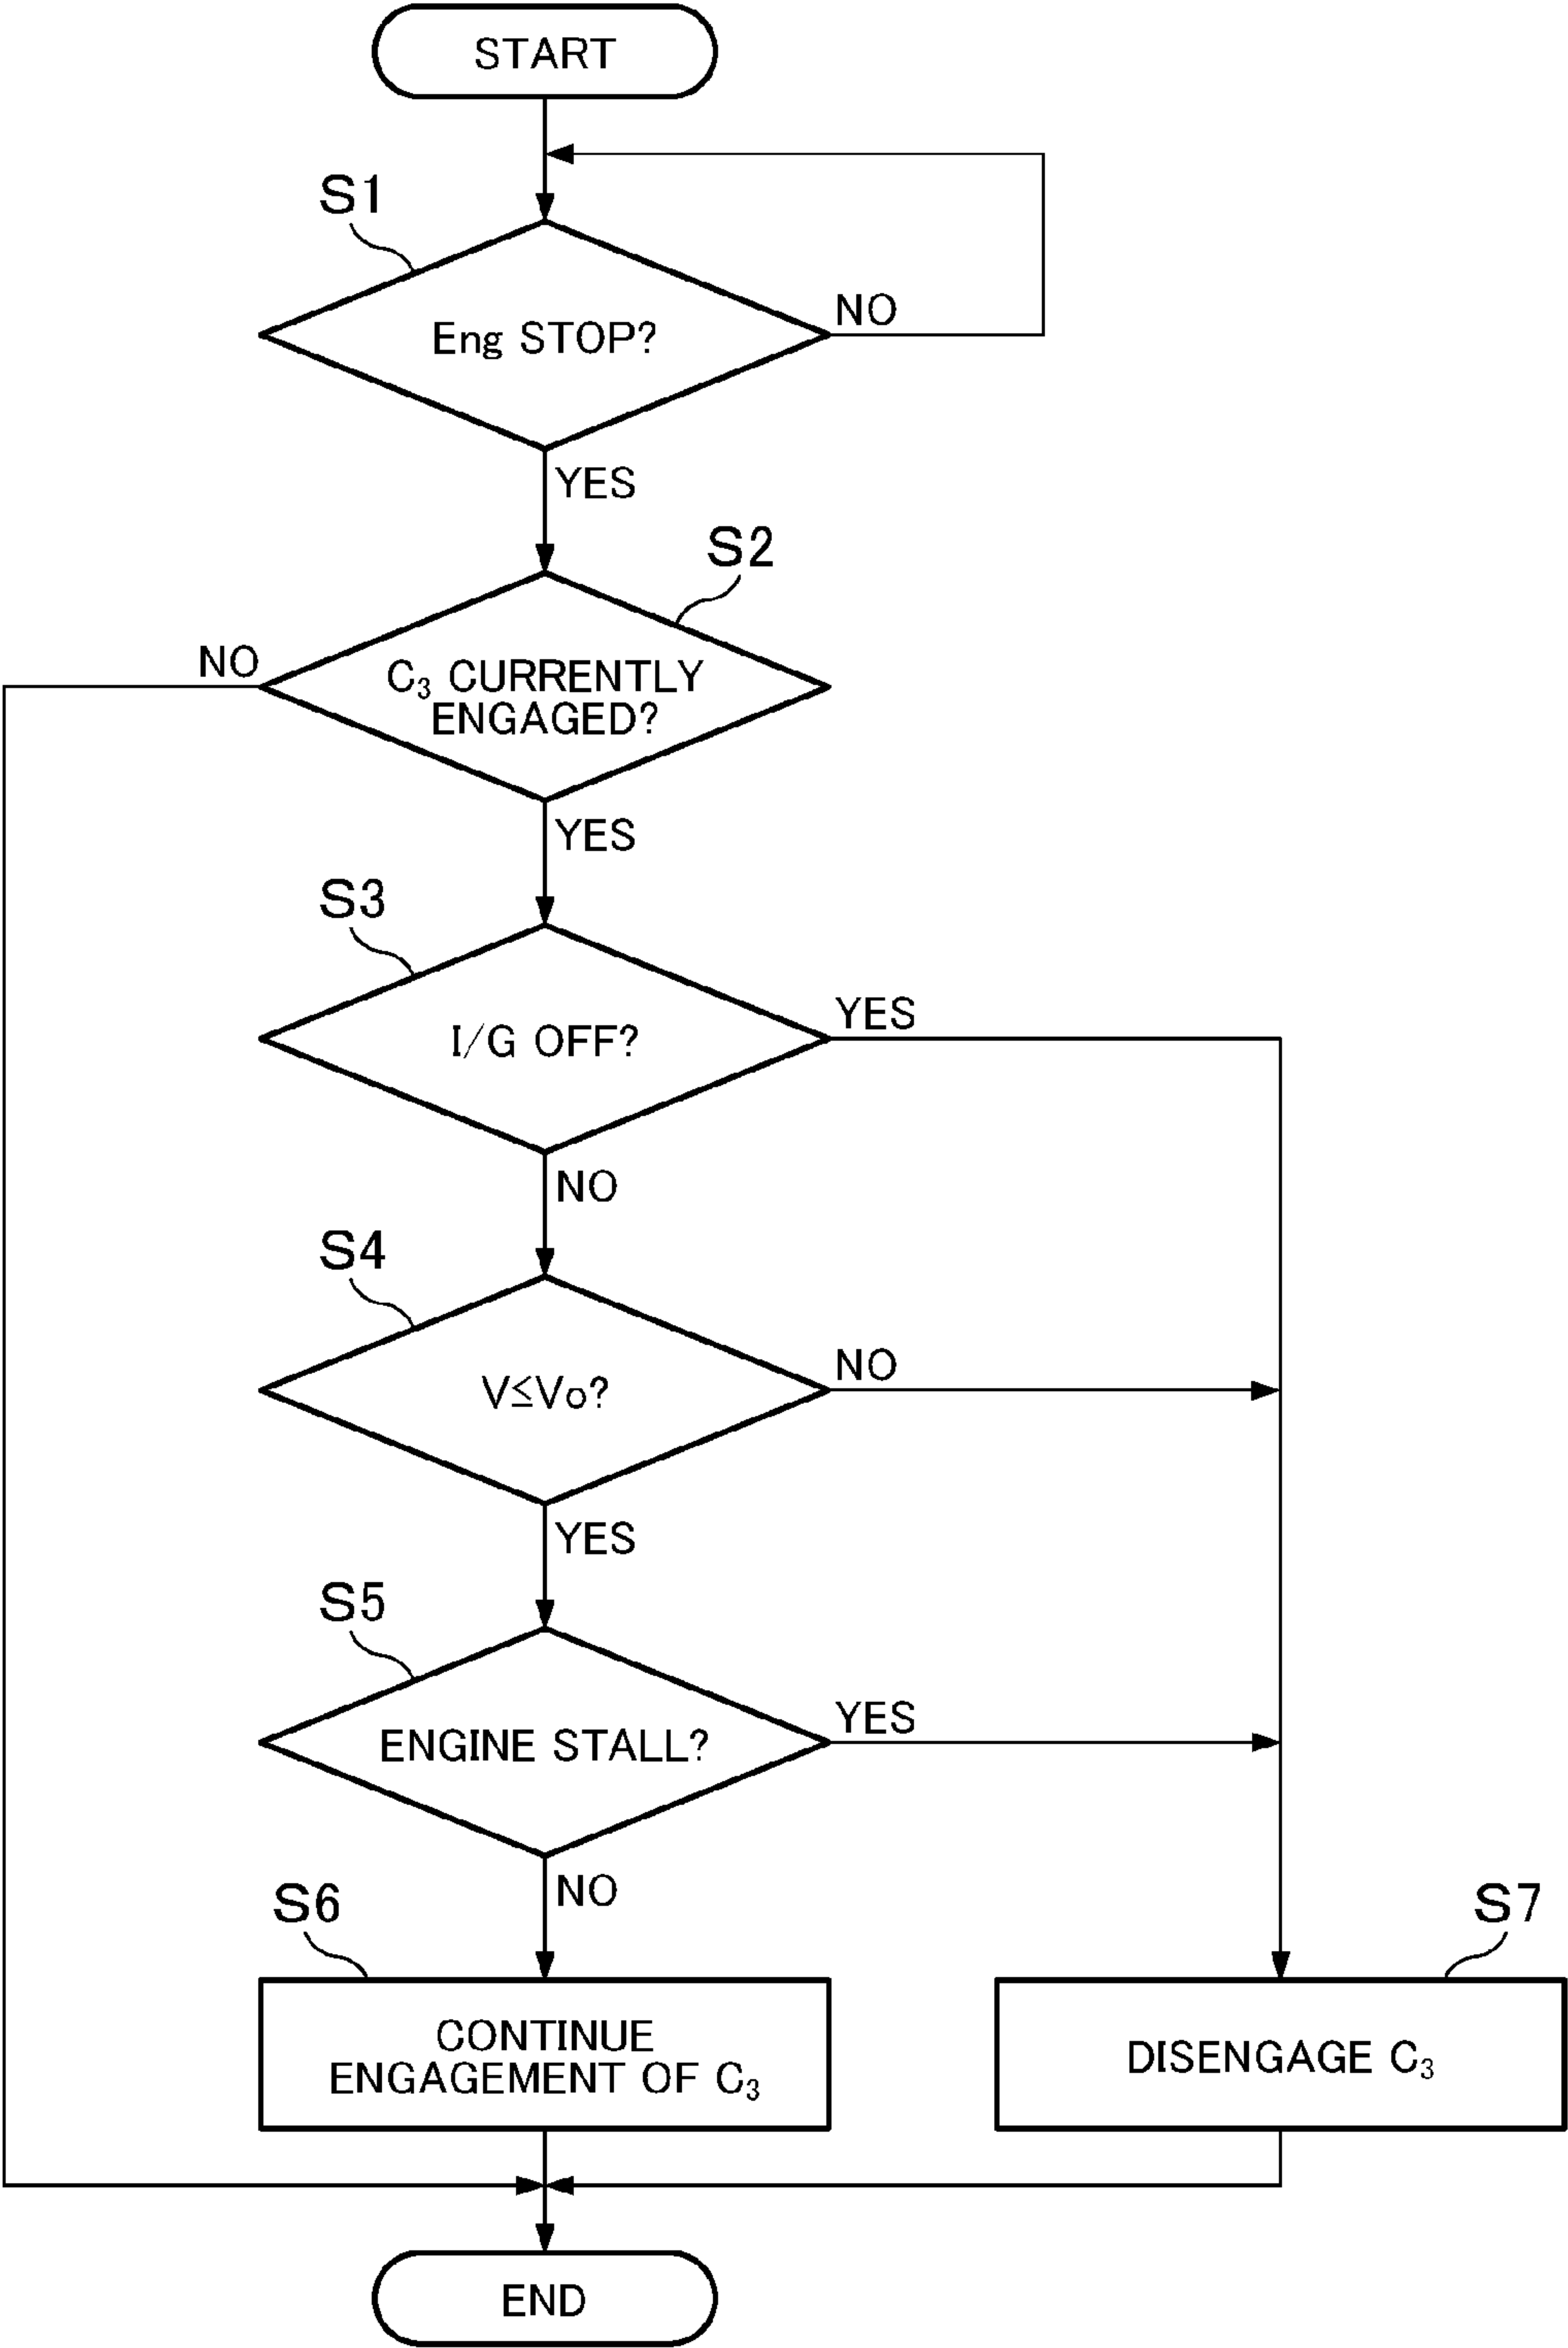 START
S1
NO
Eng STOP?
YES
S2
NO
C₃ CURRENTLY
ENGAGED?
YES
S3
YES
I/G OFF?
NO
S4
NO
V≤Vo?
YES
S5
YES
ENGINE STALL?
NO
S6
S7
CONTINUE
ENGAGEMENT OF C₃
DISENGAGE C₃
END